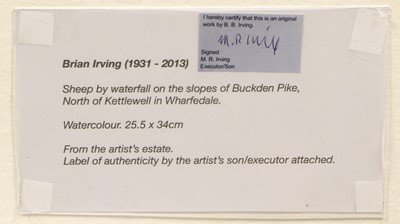 I hereby certify that this is an original
work by B. B. Irving.
M.R Irving
Signed
M. R. Irving
Executor/Son
Brian Irving (1931 - 2013)
Sheep by waterfall on the slopes of Buckden Pike,
North of Kettlewell in Wharfedale.
Watercolour. 25.5 x 34cm
From the artist's estate.
Label of authenticity by the artist's son/executor attached.